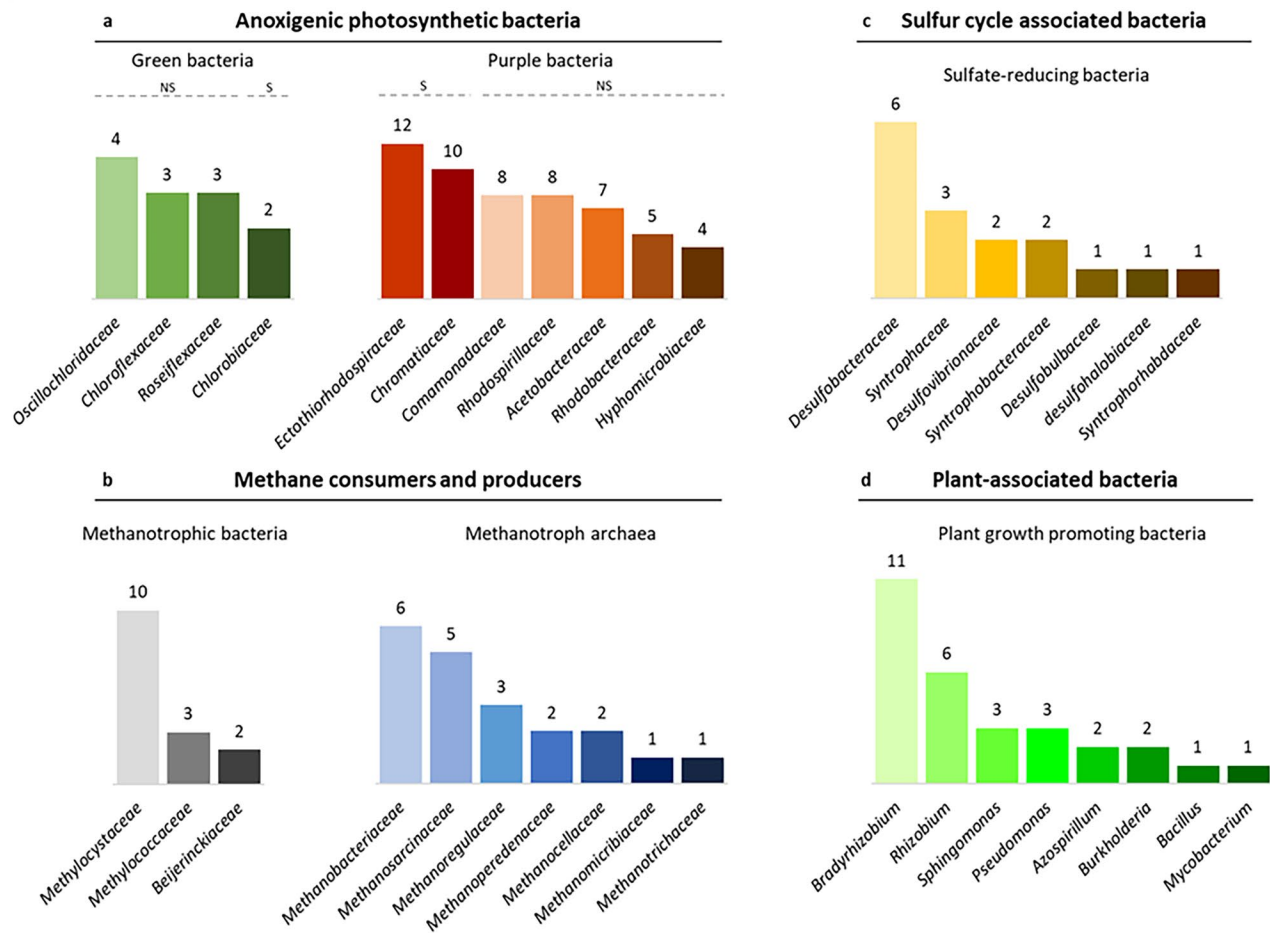 a Anoxigenic photosynthetic bacteria
Green bacteria
Purple bacteria
NS
S
S
NS
4
3
3
2
12
10
8
8
7
5
4
Oscillochloridaceae
Chloroflexaceae
Roseiflexaceae
Chlorobiaceae
Ectothiorhodospiraceae
Chromatiaceae
Comamonadaceae
Rhodospirillaceae
Acetobacteraceae
Rhodobacteraceae
Hyphomicrobiaceae
c Sulfur cycle associated bacteria
Sulfate-reducing bacteria
6
3
2
2
1
1
1
Desulfobacteraceae
Syntrophaceae
Desulfovibrionaceae
Syntrophobacteraceae
Desulfobulbaceae
desulfohalobiaceae
Syntrophorhabdaceae
b Methane consumers and producers
Methanotrophic bacteria
Methanotroph archaea
10
3
2
6
5
3
2
2
1
1
Methylocystaceae
Methylococcaceae
Beijerinckiaceae
Methanobacteriaceae
Methanosarcinaceae
Methanoregulaceae
Methanoperedenaceae
Methanocellaceae
Methanomicribiaceae
Methanotrichaceae
d Plant-associated bacteria
Plant growth promoting bacteria
11
6
3
3
2
2
1
1
Bradyrhizobium
Rhizobium
Sphingomonas
Pseudomonas
Azospirillum
Burkholderia
Bacillus
Mycobacterium